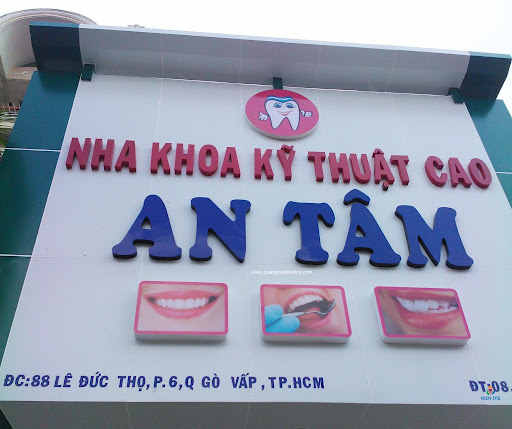 NHA KHOA KỸ THUẬT CAO
AN TÂM
ĐC:88 LÊ ĐỨC THỌ,P.6,Q GÒ VẤP,TP.HCM
ĐT:08.